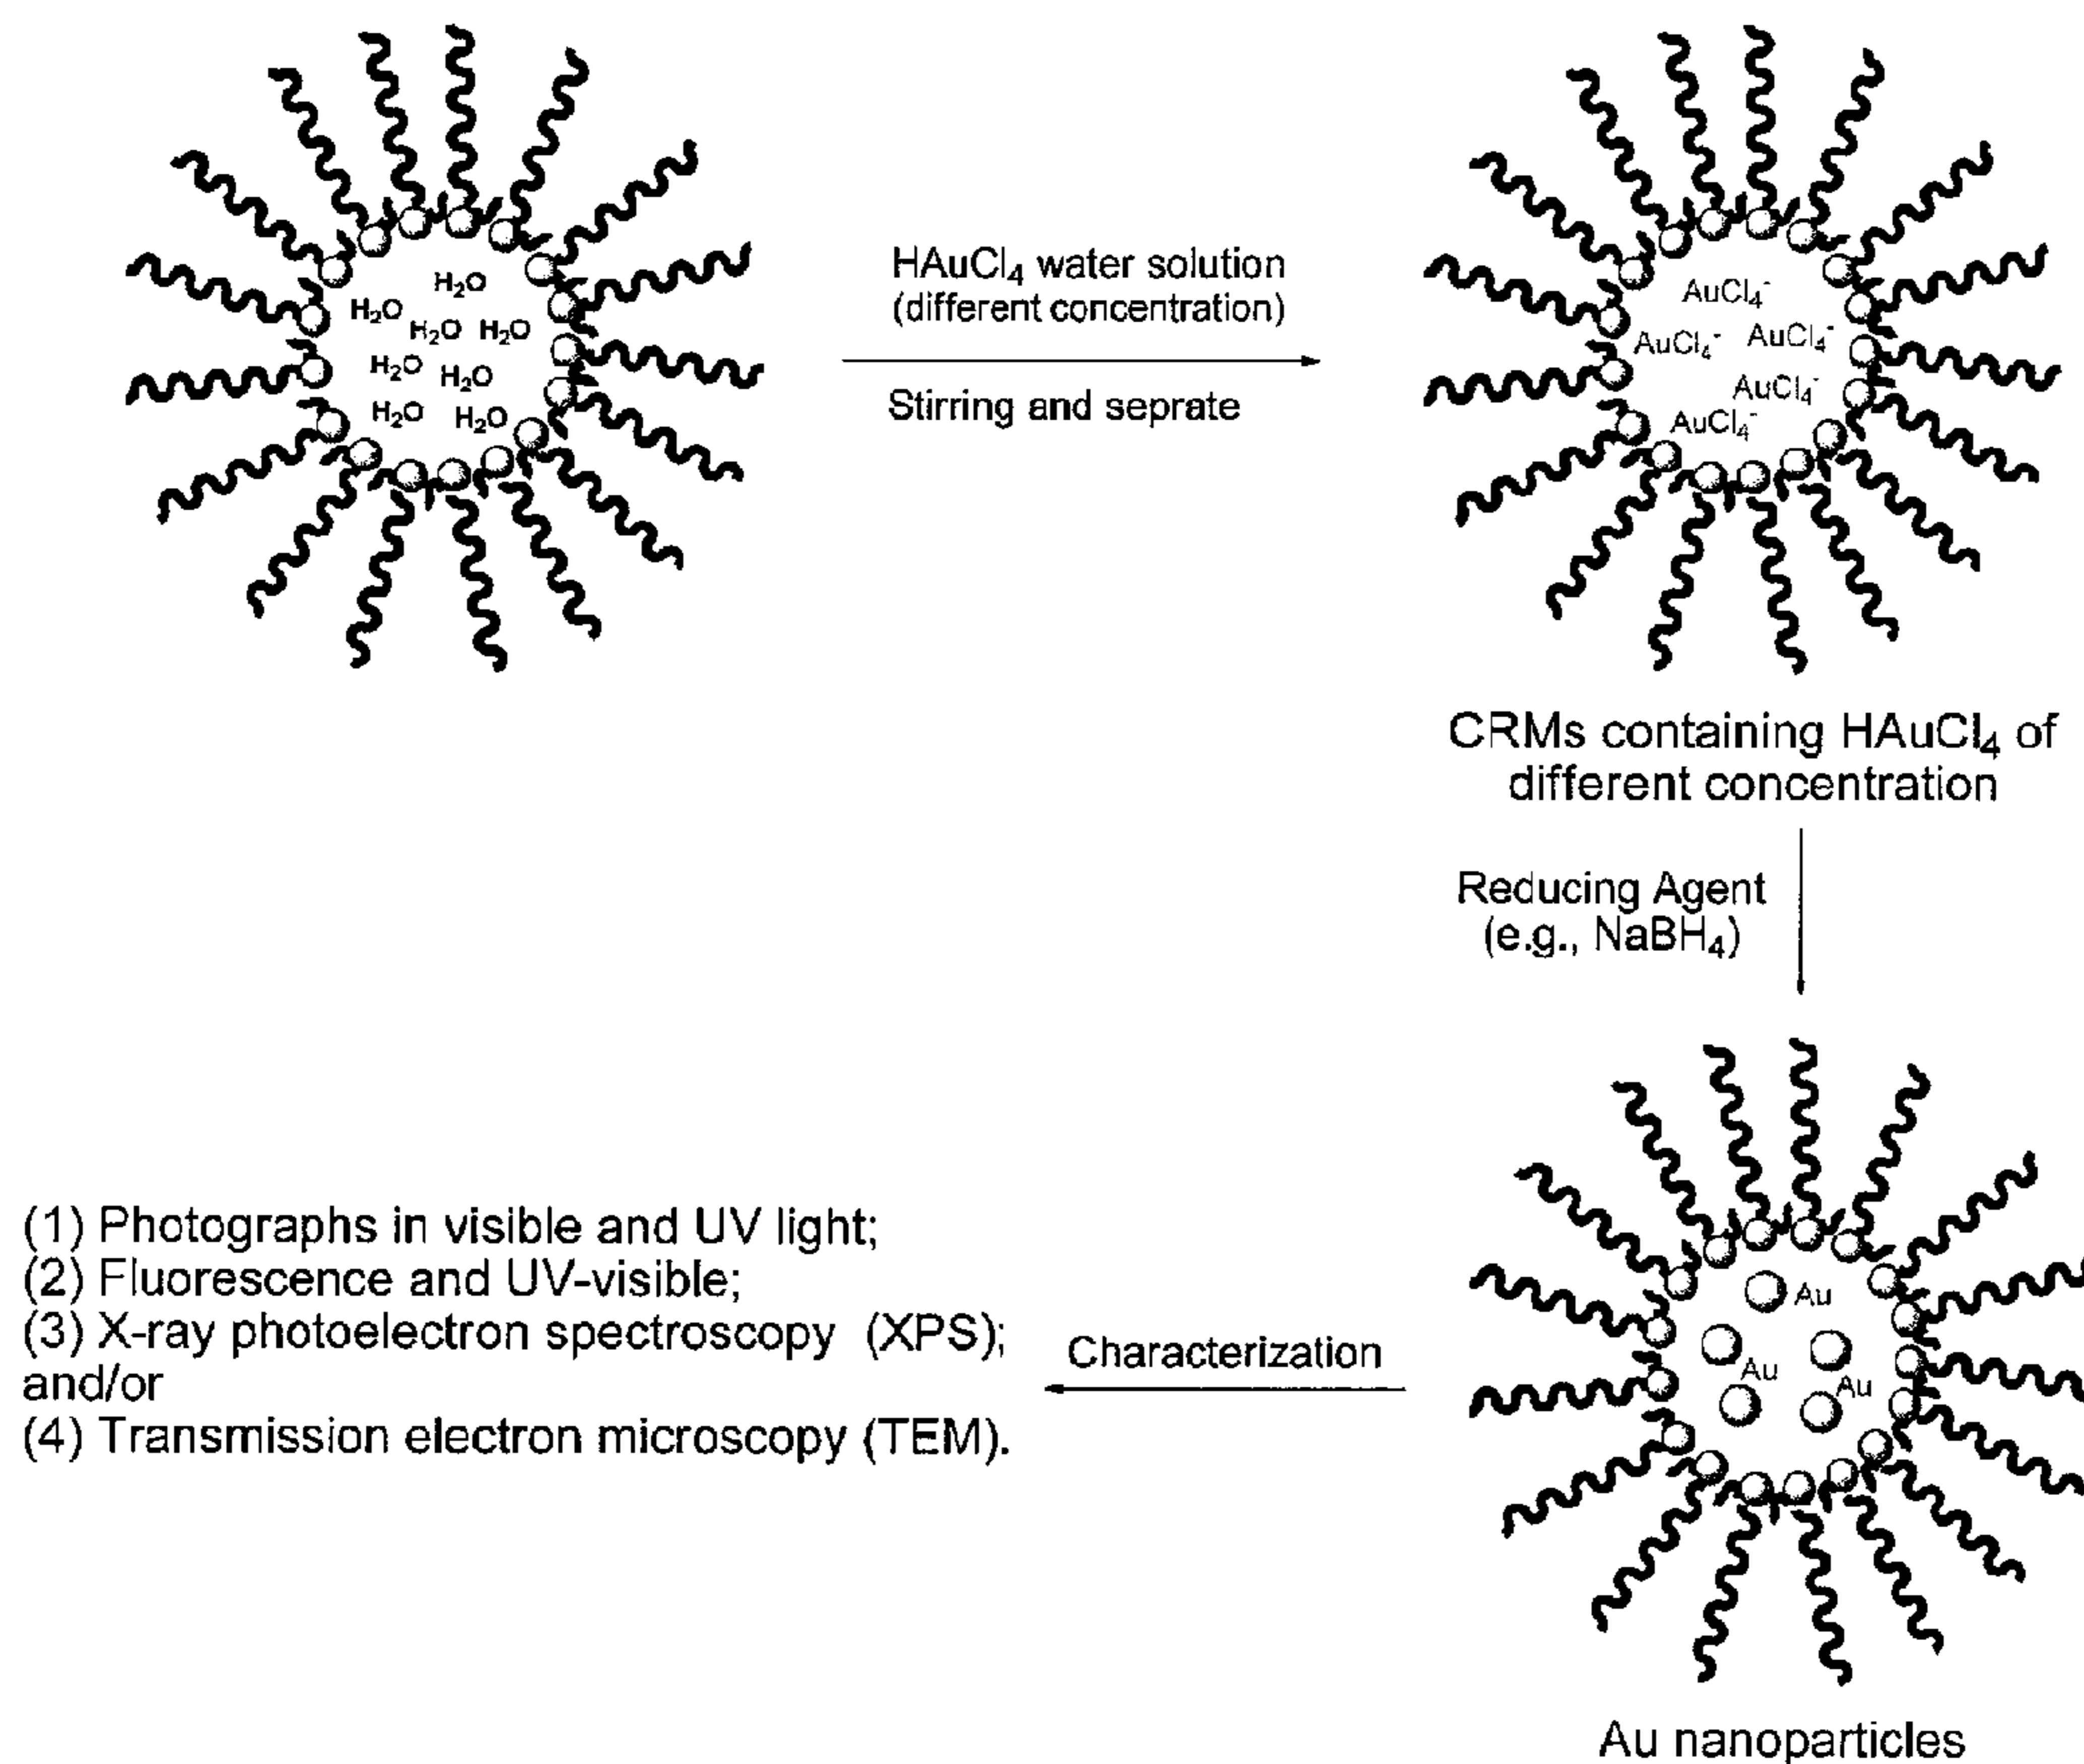 H₂O
H₂O
H₂O H₂O
H₂O
H₂O
H₂O
H₂O
HAuCl₄ water solution
(different concentration)
Stirring and seprate
AuCl₄⁻
AuCl₄⁻
AuCl₄⁻
AuCl₄⁻
AuCl₄⁻
CRMs containing HAuCl₄ of
different concentration
Reducing Agent
(e.g., NaBH₄)
Au
Au
Au
Au nanoparticles
Characterization
(1) Photographs in visible and UV light;
(2) Fluorescence and UV-visible;
(3) X-ray photoelectron spectroscopy (XPS);
and/or
(4) Transmission electron microscopy (TEM).